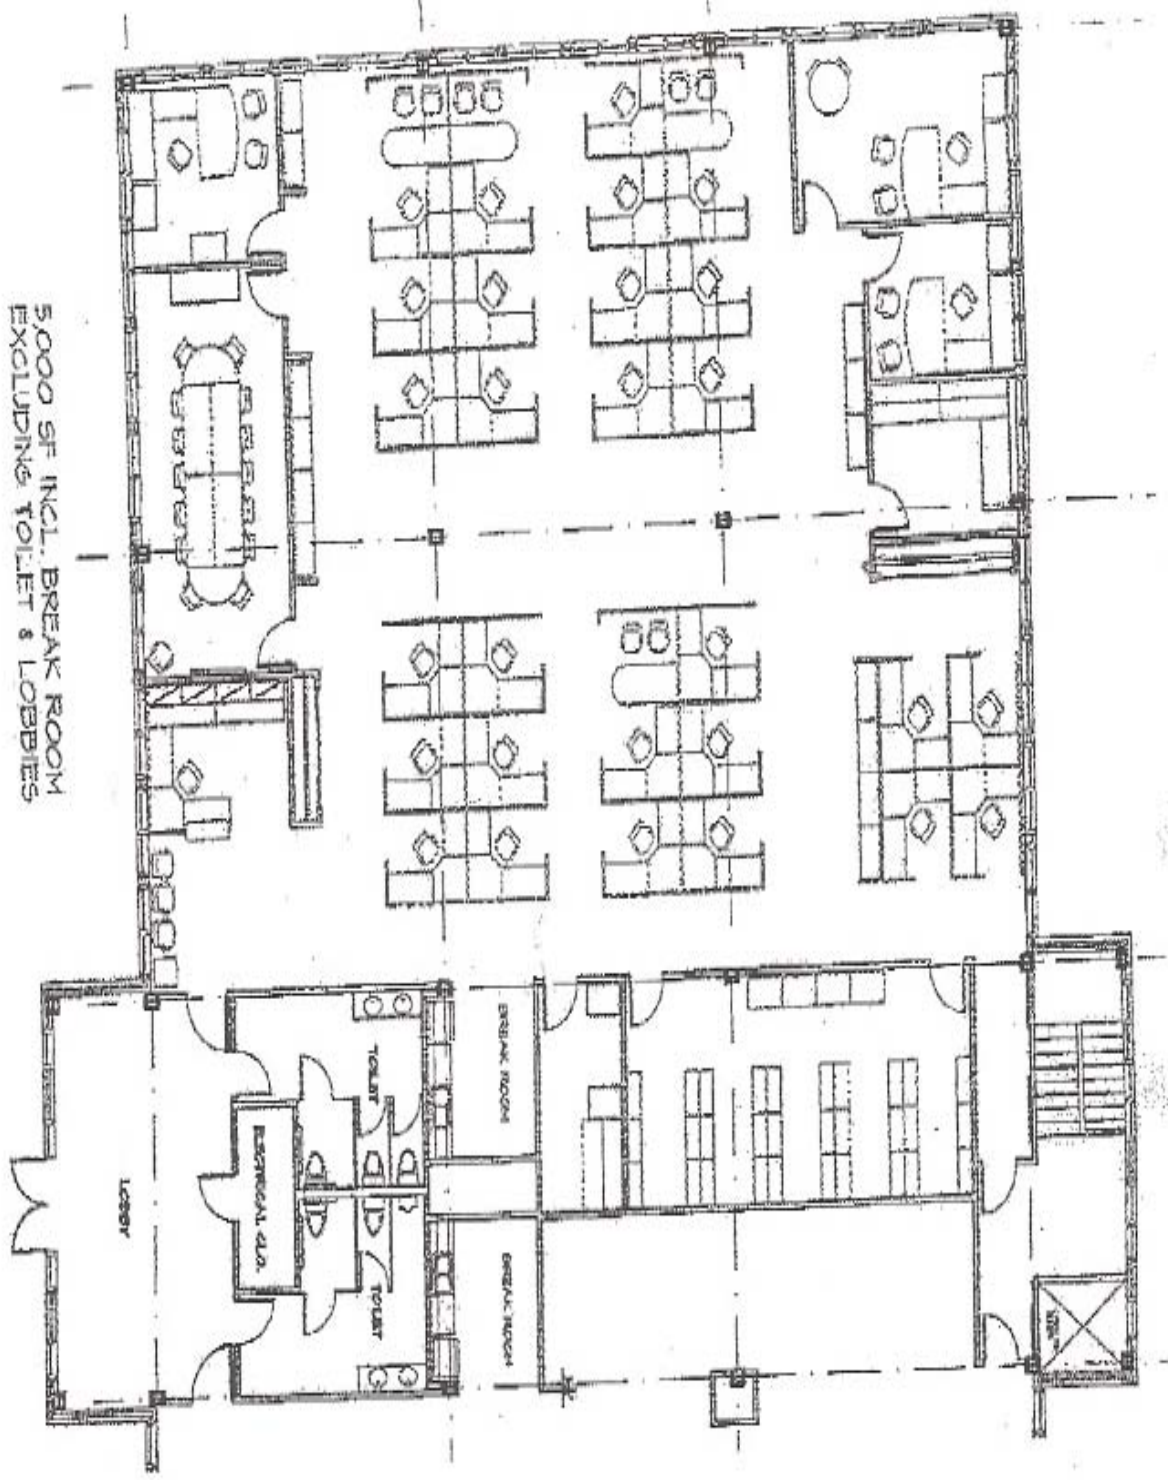 5,000 SF INCL. BREAK ROOM
EXCLUDING TOILET & LOBBIES
BREAK ROOM
TOILET
ELECTRICAL CLO.
LOBBY
BREAK ROOM
TOILET